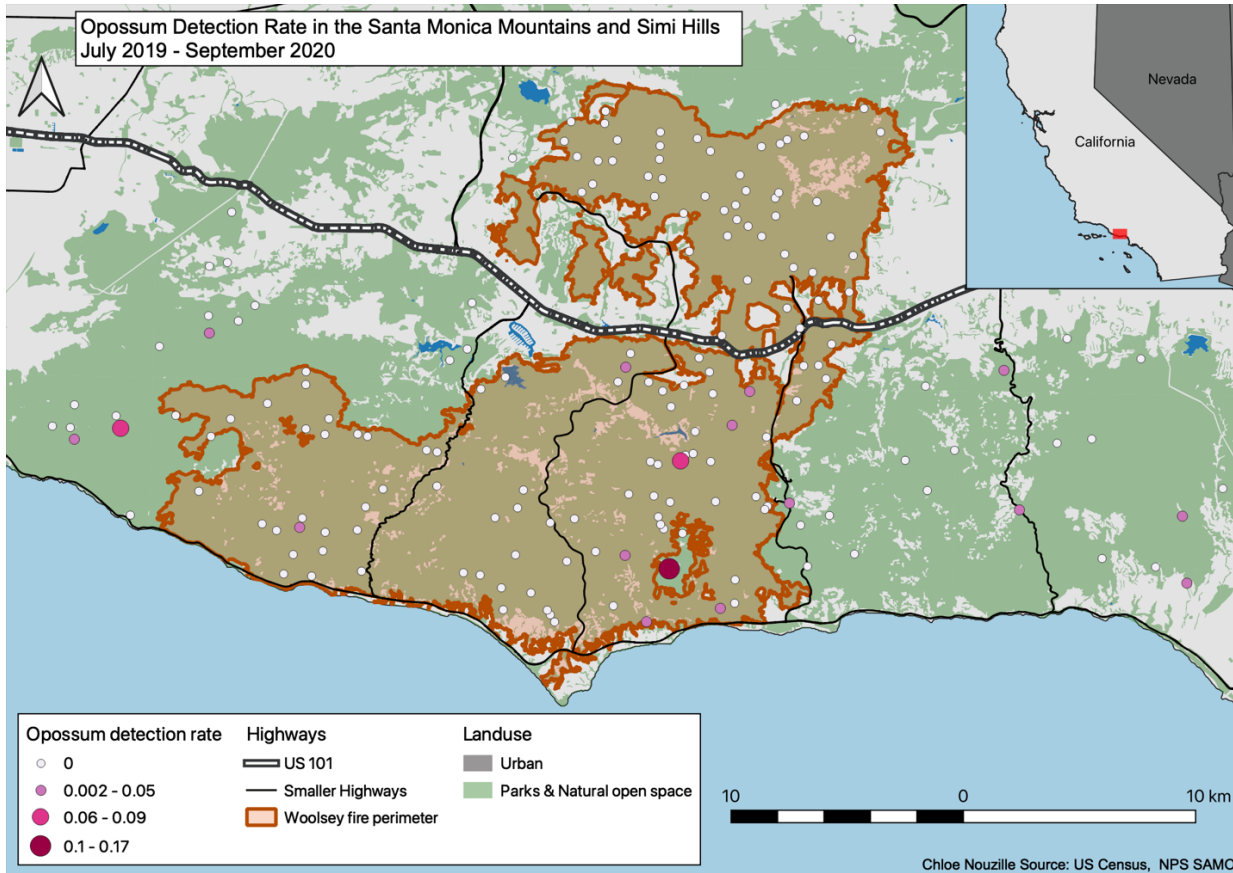 Opossum Detection Rate in the Santa Monica Mountains and Simi Hills
July 2019 - September 2020
Nevada
California
Opossum detection rate
0
0.002 - 0.05
0.06 - 0.09
0.1 - 0.17
Highways
US 101
Smaller Highways
Woolsey fire perimeter
Landuse
Urban
Parks & Natural open space
10 0 10 km
Chloe Nouzille Source: US Census, NPS SAMO